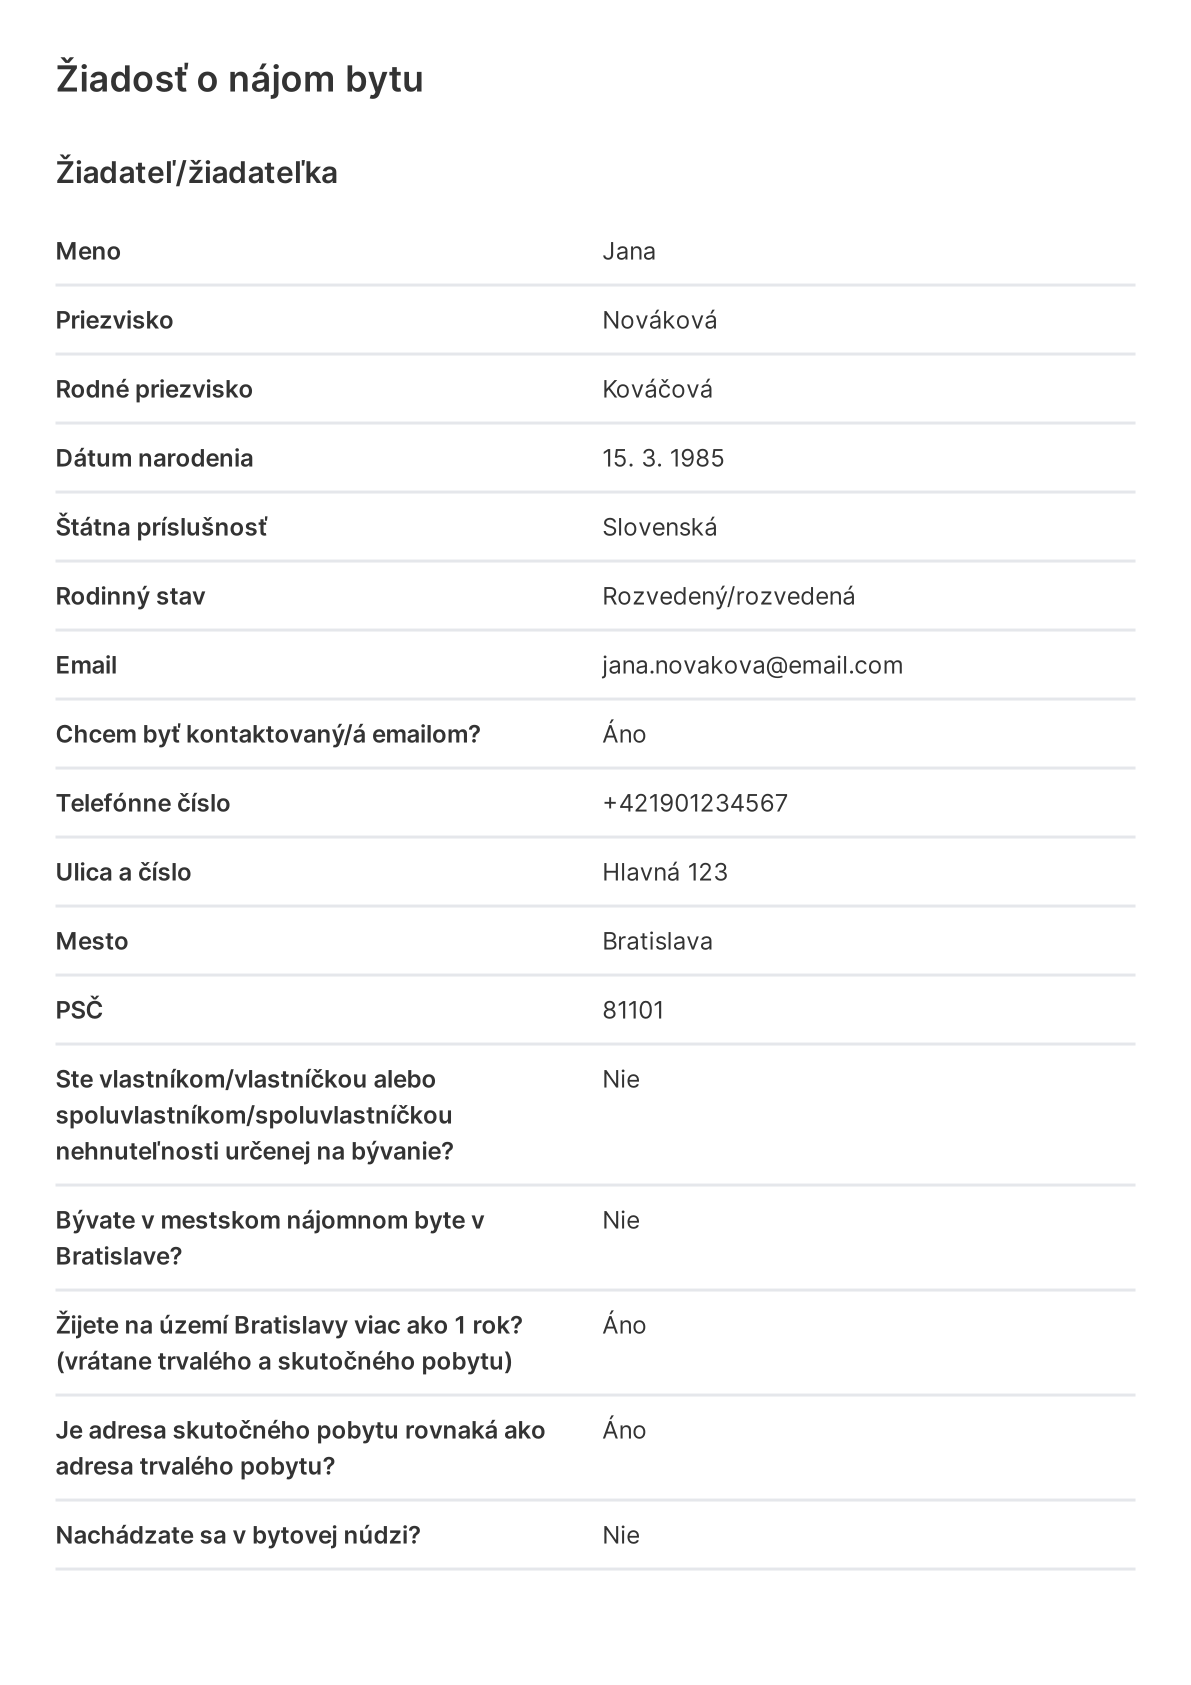 Žiadosť o nájom bytu
Žiadateľ/žiadateľka
Meno Jana
Priezvisko Nováková
Rodné priezvisko Kováčová
Dátum narodenia 15. 3. 1985
Štátna príslušnosť Slovenská
Rodinný stav Rozvedený/rozvedená
Email jana.novakova@email.com
Chcem byť kontaktovaný/á emailom? Áno
Telefónne číslo +421901234567
Ulica a číslo Hlavná 123
Mesto Bratislava
PSČ 81101
Ste vlastníkom/vlastníčkou alebo Nie
spoluvlastníkom/spoluvlastníčkou
nehnuteľnosti určenej na bývanie?
Bývate v mestskom nájomnom byte v Nie
Bratislave?
Žijete na území Bratislavy viac ako 1 rok? Áno
(vrátane trvalého a skutočného pobytu)
Je adresa skutočného pobytu rovnaká ako Áno
adresa trvalého pobytu?
Nachádzate sa v bytovej núdzi? Nie